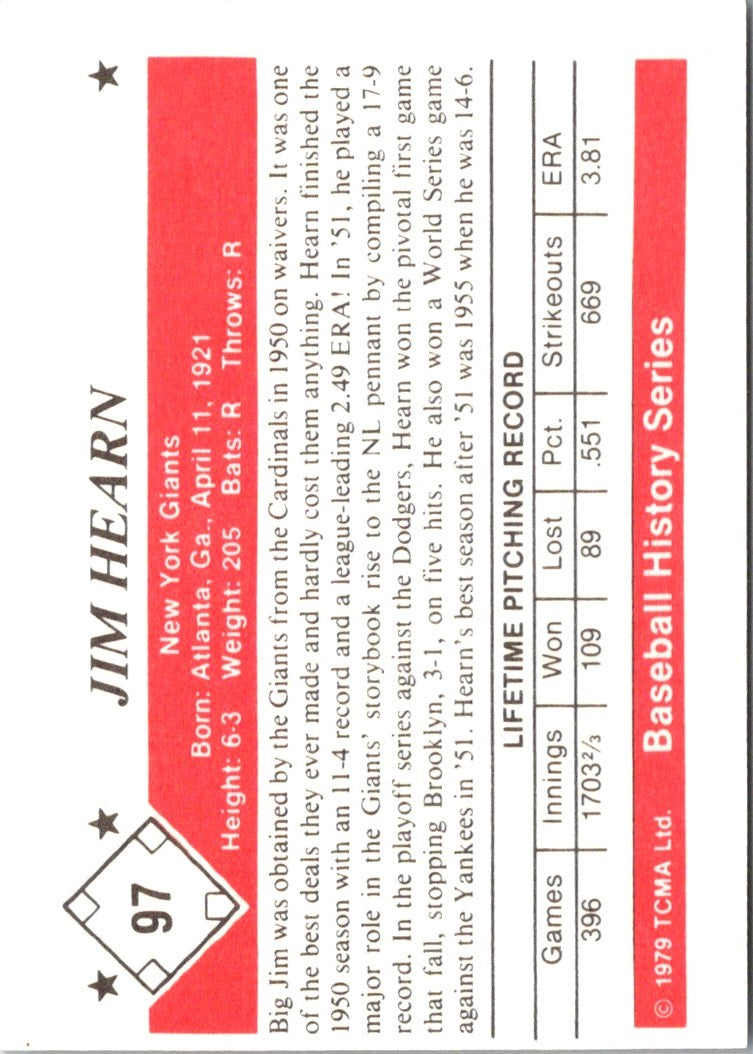 97
JIM HEARN
New York Giants
Born: Atlanta, Ga., April 11, 1921
Height: 6-3 Weight: 205 Bats: R Throws: R
Big Jim was obtained by the Giants from the Cardinals in 1950 on waivers. It was one
of the best deals they ever made and hardly cost them anything. Hearn finished the
1950 season with an 11-4 record and a league-leading 2.49 ERA! In '51, he played a
major role in the Giants' storybook rise to the NL pennant by compiling a 17-9
record. In the playoff series against the Dodgers, Hearn won the pivotal first game
that fall, stopping Brooklyn, 3-1, on five hits. He also won a World Series game
against the Yankees in '51. Hearn's best season after '51 was 1955 when he was 14-6.
LIFETIME PITCHING RECORD
Games Innings Won Lost Pct. Strikeouts ERA
396 1703⅔ 109 89 .551 669 3.81
© 1979 TCMA Ltd. Baseball History Series